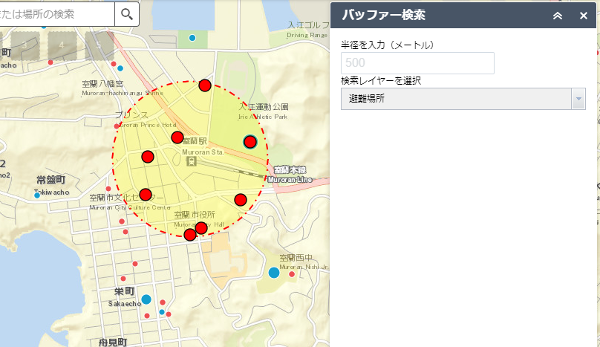 または場所の検索
バッファー検索
半径を入力（メートル）
500
検索レイヤーを選択
避難場所
入江ゴルフ
Driving Range
室蘭八幡宮
Muroran-hachimangu Shrine
プリンス
Muroran Prince Hotel
入江運動公園
Irie Athletic Park
室蘭駅
Muroran Sta.
室蘭本線
Muroran Line
常盤町
Tokiwacho
室蘭市文化センター
Muroran City Culture Center
室蘭市役所
Muroran City Hall
室蘭西中
Muroran Nishi Jr.
栄町
Sakaecho
舟見町